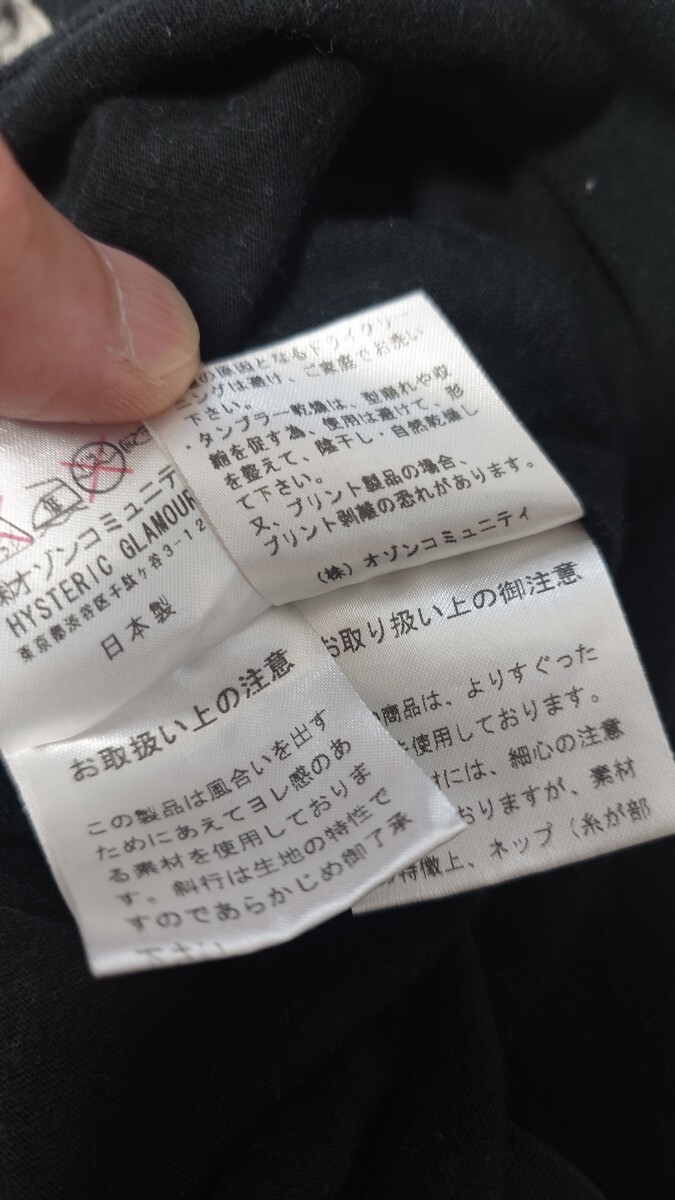 の原因となるドライクリー
ニングは避け、ご家庭でお洗い
下さい。
・タンブラー乾燥は、型崩れや収
縮を促す為、使用は避けて、形
を整えて、陰干し・自然乾燥し
て下さい。
又、プリント製品の場合、
プリント剥離の恐れがあります。
(株) オゾンコミュニティ
オゾンコミュニテ
HYSTERIC GLAMOUR
東京都渋谷区千駄ヶ谷3-12
日本製
お取扱い上の注意
この製品は風合いを出す
ためにあえてヨレ感のあ
る素材を使用しておりま
す。斜行は生地の特性で
すのであらかじめ御了承
下さい
お取り扱い上の御注意
商品は、よりすぐった
を使用しております。
には、細心の注意
おりますが、素材
特徴上、ネップ(糸が部